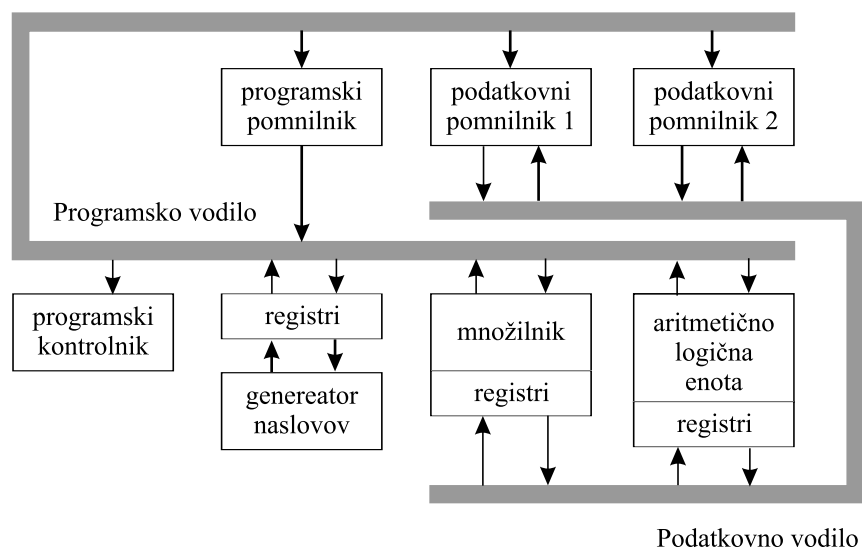 programski
pomnilnik
podatkovni
pomnilnik 1
podatkovni
pomnilnik 2
Programsko vodilo
programski
kontrolnik
registri
genereator
naslovov
množilnik
registri
aritmetično
logična
enota
registri
Podatkovno vodilo